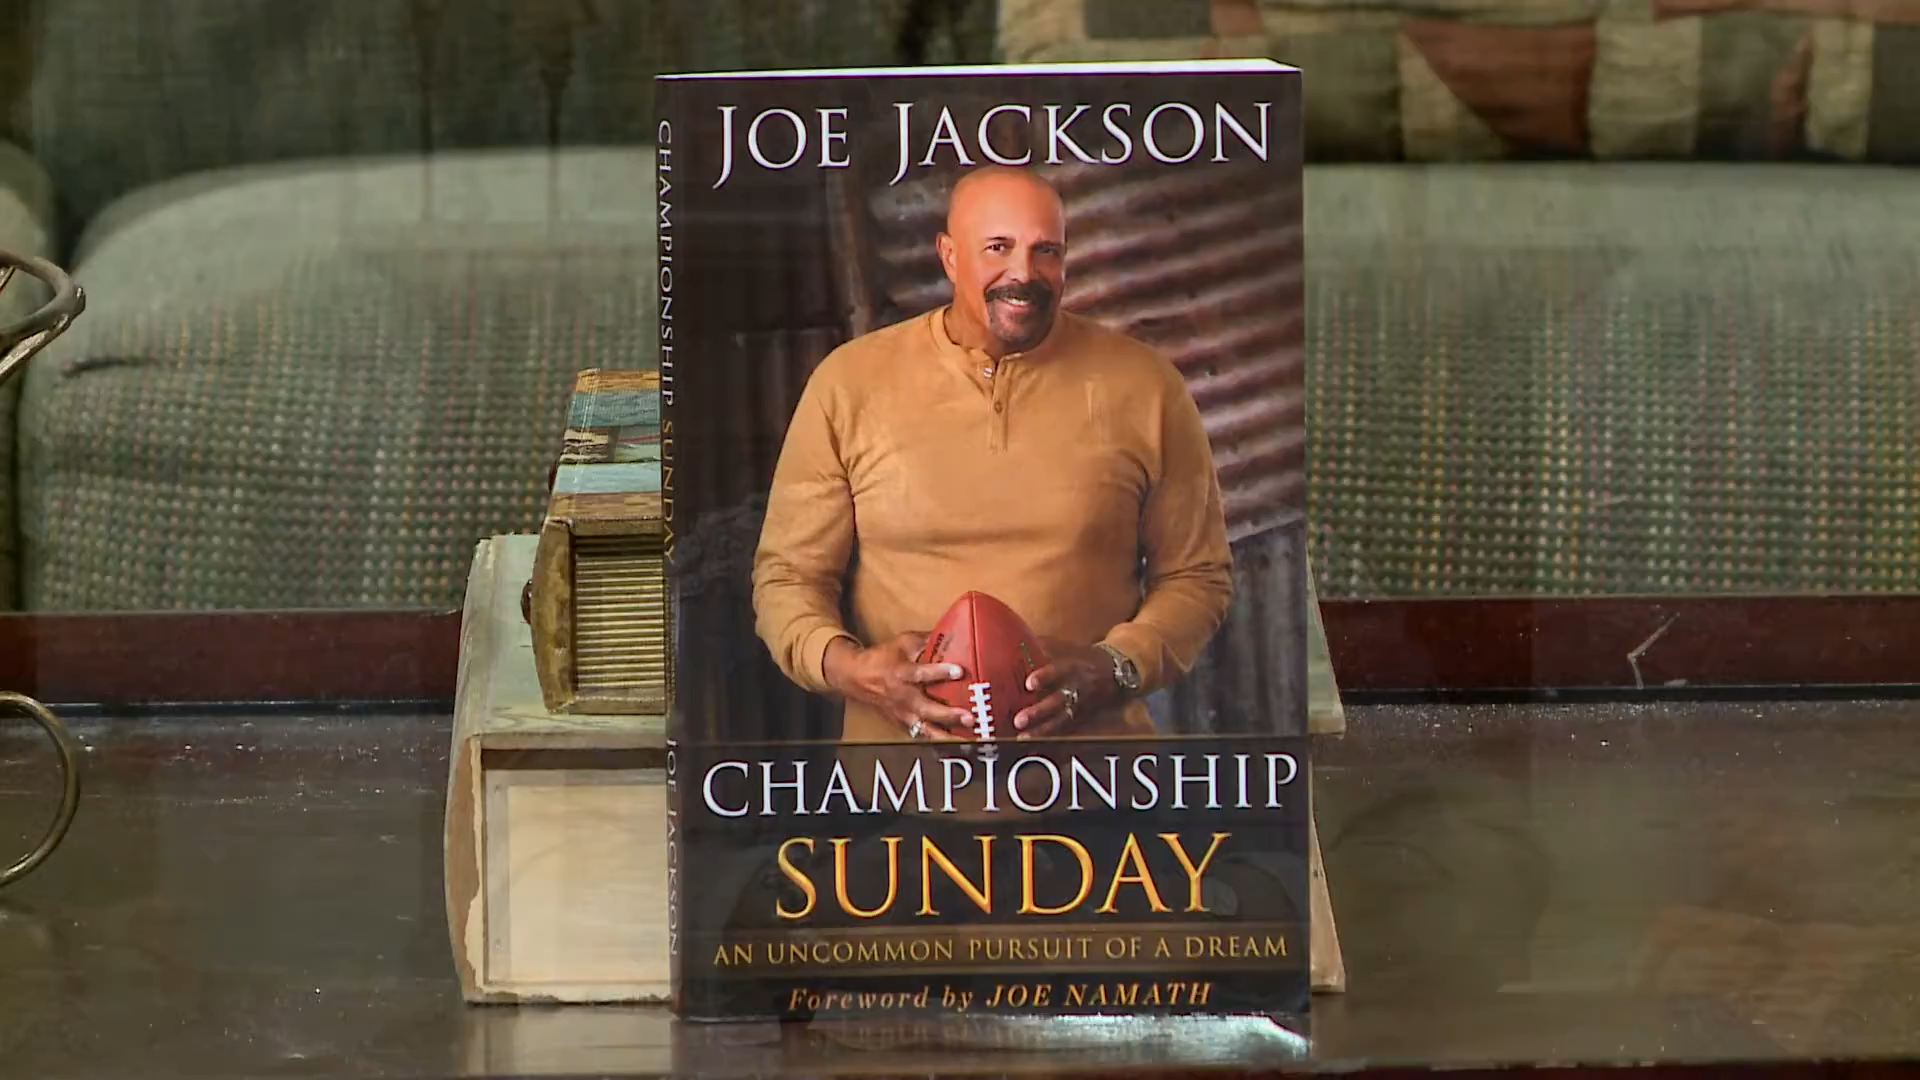 JOE JACKSON
CHAMPIONSHIP
SUNDAY
AN UNCOMMON PURSUIT OF A DREAM
Foreword by JOE NAMATH
CHAMPIONSHIP SUNDAY JOE JACKSON